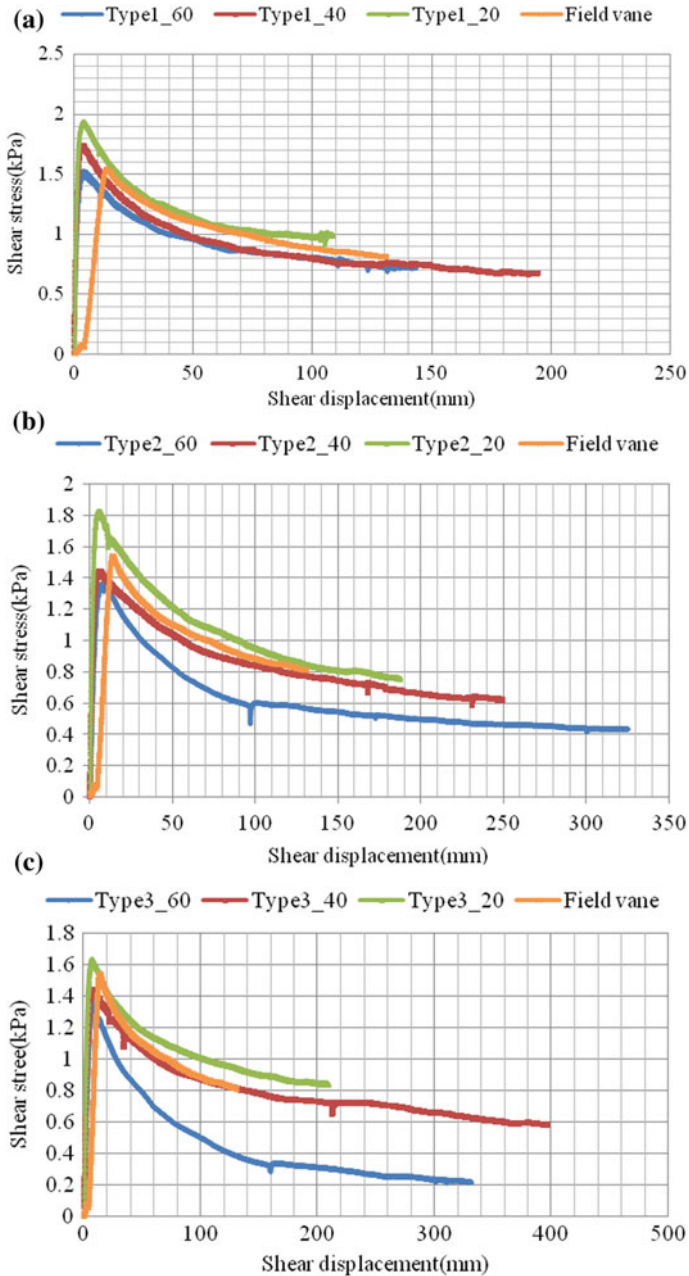 (a)
Type1_60 Type1_40 Type1_20 Field vane
2.5
2
1.5
1
0.5
0
Shear stress(kPa)
0 50 100 150 200 250
Shear displacement(mm)
(b)
Type2_60 Type2_40 Type2_20 Field vane
2
1.8
1.6
1.4
1.2
1
0.8
0.6
0.4
0.2
0
Shear stress(kPa)
0 50 100 150 200 250 300 350
Shear displacement(mm)
(c)
Type3_60 Type3_40 Type3_20 Field vane
1.8
1.6
1.4
1.2
1
0.8
0.6
0.4
0.2
0
Shear stree(kPa)
0 100 200 300 400 500
Shear displacement(mm)